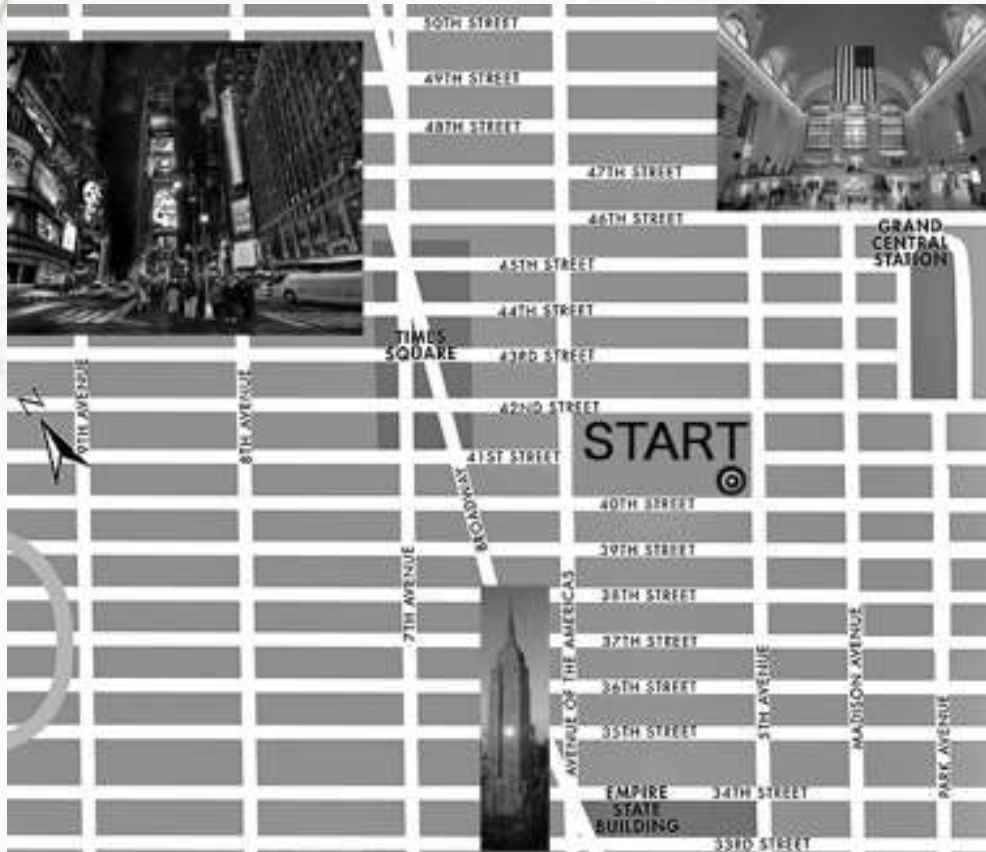 50TH STREET
49TH STREET
48TH STREET
47TH STREET
46TH STREET
GRAND
CENTRAL
STATION
45TH STREET
44TH STREET
TIMES
SQUARE
43RD STREET
N
9TH AVENUE
8TH AVENUE
42ND STREET
START
41ST STREET
BROADWAY
40TH STREET
39TH STREET
7TH AVENUE
AVENUE OF THE AMERICAS
38TH STREET
37TH STREET
5TH AVENUE
MADISON AVENUE
36TH STREET
PARK AVENUE
35TH STREET
EMPIRE
STATE
BUILDING
34TH STREET
33RD STREET